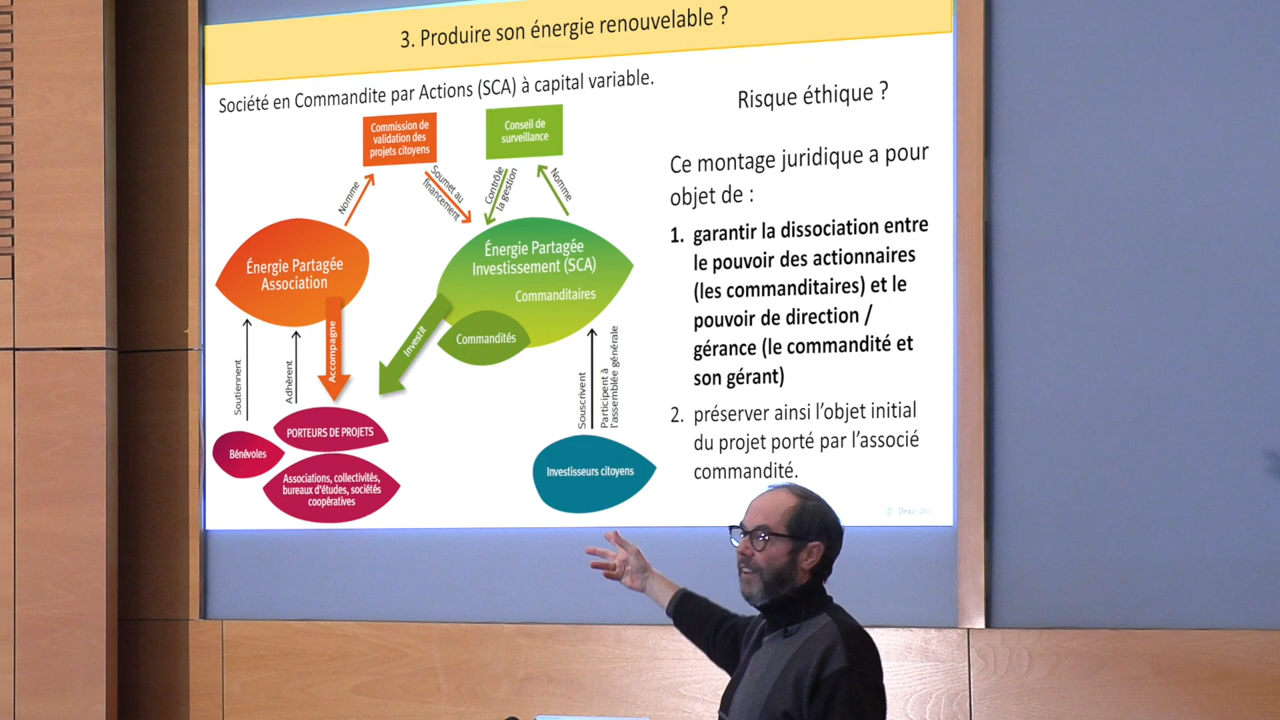 3. Produire son énergie renouvelable ?
Société en Commandite par Actions (SCA) à capital variable.
Commission de
validation des
projets citoyens
Conseil de
surveillance
Nomme
Soumet au
financement
Contrôle
la gestion
Nomme
Énergie Partagée
Association
Énergie Partagée
Investissement (SCA)
Commanditaires
Commandités
Soutiennent
Adhèrent
Accompagne
Investit
Souscrivent
Participent à
l'assemblée générale
Bénévoles
PORTEURS DE PROJETS
Associations, collectivités,
bureaux d'études, sociétés
coopératives
Investisseurs citoyens
Risque éthique ?
Ce montage juridique a pour
objet de :
1. garantir la dissociation entre
le pouvoir des actionnaires
(les commanditaires) et le
pouvoir de direction /
gérance (le commandité et
son gérant)
2. préserver ainsi l'objet initial
du projet porté par l'associé
commandité.